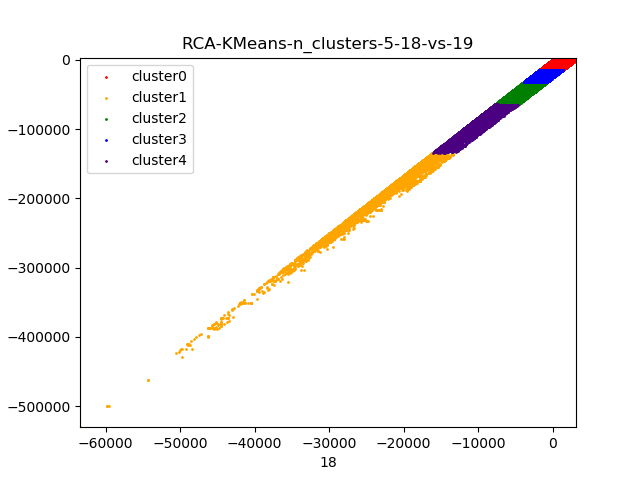 RCA-KMeans-n_clusters-5-18-vs-19
0
−100000
−200000
−300000
−400000
−500000
cluster0
cluster1
cluster2
cluster3
cluster4
−60000 −50000 −40000 −30000 −20000 −10000 0
18